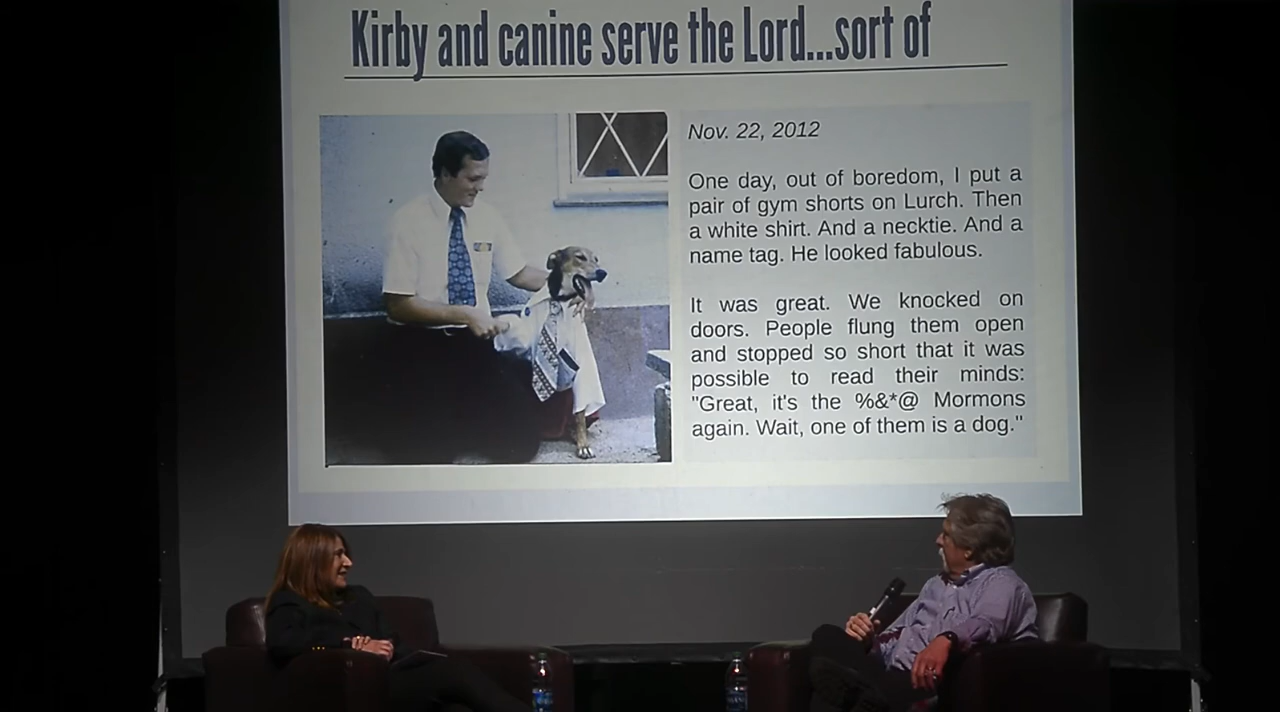 Kirby and canine serve the Lord...sort of
Nov. 22, 2012
One day, out of boredom, I put a
pair of gym shorts on Lurch. Then
a white shirt. And a necktie. And a
name tag. He looked fabulous.
It was great. We knocked on
doors. People flung them open
and stopped so short that it was
possible to read their minds:
"Great, it's the %&*@ Mormons
again. Wait, one of them is a dog."